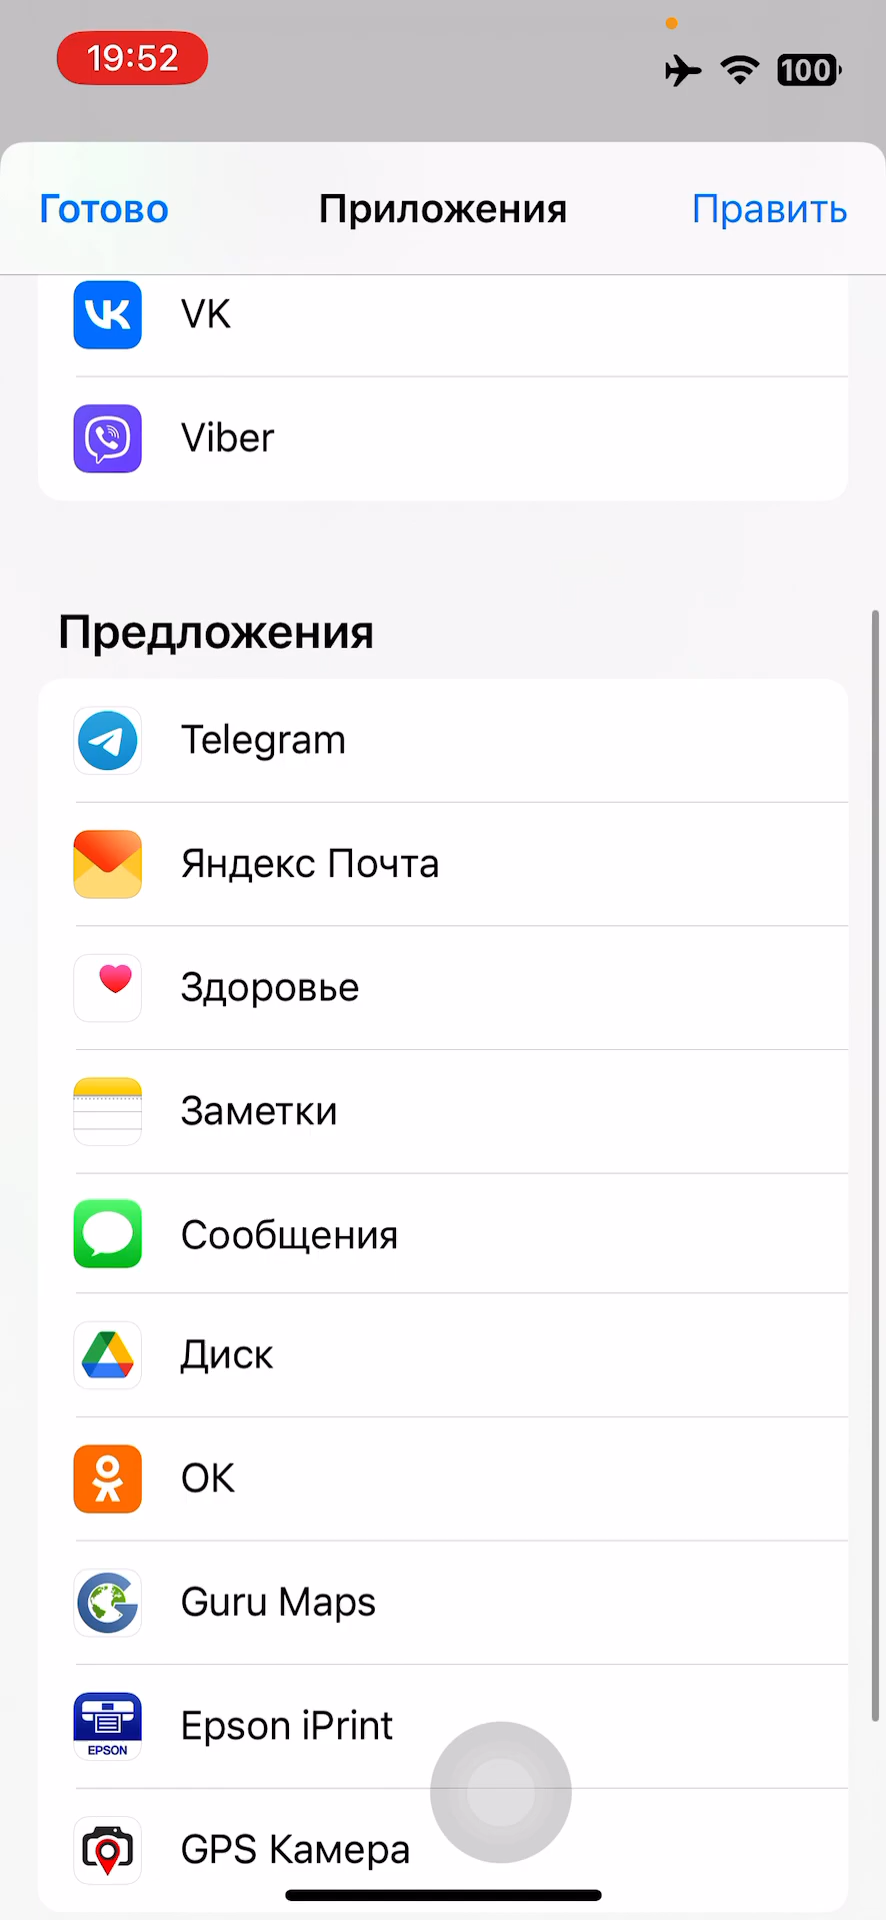 19:52
100
Готово
Приложения
Править
VK
Viber
Предложения
Telegram
Яндекс Почта
Здоровье
Заметки
Сообщения
Диск
ОК
Guru Maps
EPSON
Epson iPrint
GPS Камера